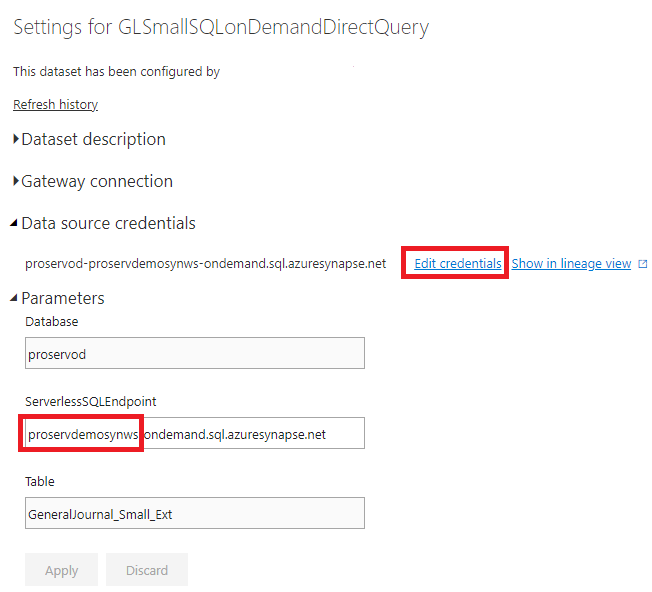 Settings for GLSmallSQLonDemandDirectQuery
This dataset has been configured by
Refresh history
Dataset description
Gateway connection
Data source credentials
proservod-proservdemosynws-ondemand.sql.azuresynapse.net Edit credentials Show in lineage view
Parameters
Database
proservod
ServerlessSQLEndpoint
proservdemosynws-ondemand.sql.azuresynapse.net
Table
GeneralJournal_Small_Ext
Apply Discard